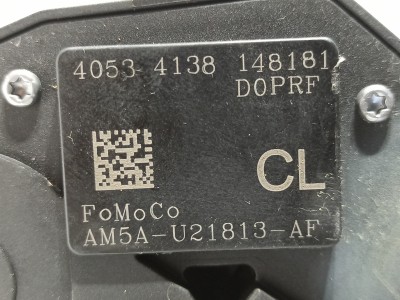 4053 4138 148181
D0PRF
CL
FoMoCo
AM5A-U21813-AF